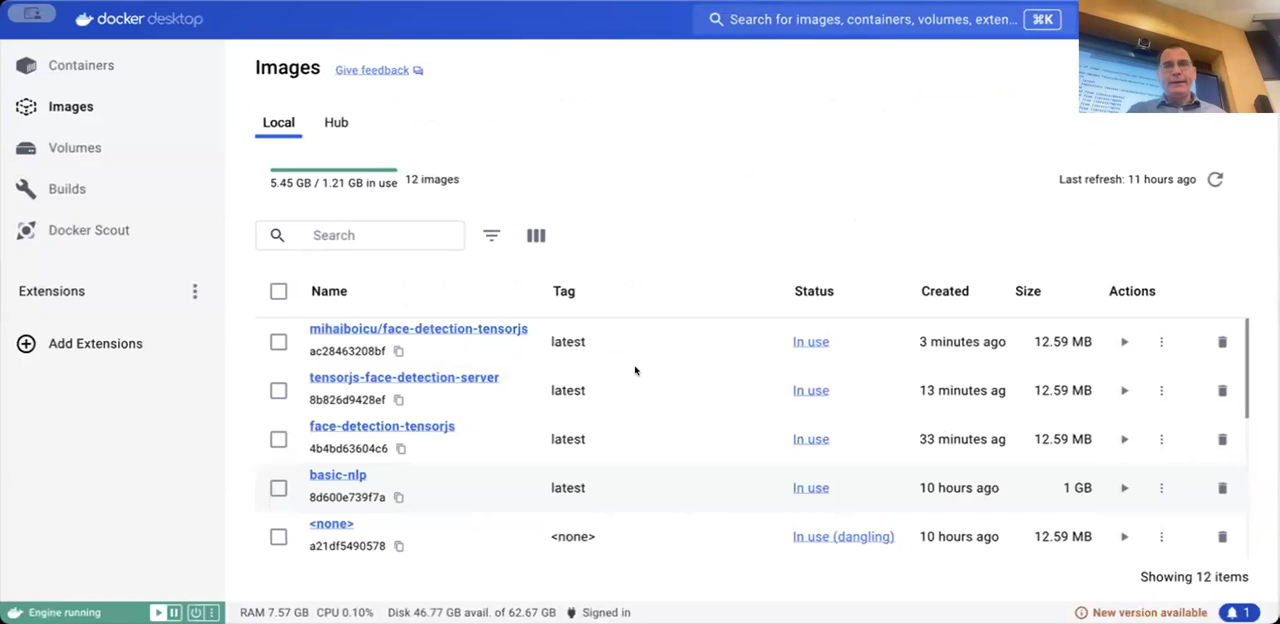 docker desktop
Search for images, containers, volumes, exten... ⌘K
Containers
Images
Volumes
Builds
Docker Scout
Extensions
Add Extensions
Images Give feedback
Local Hub
5.45 GB / 1.21 GB in use 12 images
Last refresh: 11 hours ago
Search
Name Tag Status Created Size Actions
mihaiboicu/face-detection-tensorjs
ac28463208bf latest In use 3 minutes ago 12.59 MB
tensorjs-face-detection-server
8b826d9428ef latest In use 13 minutes ag 12.59 MB
face-detection-tensorjs
4b4bd63604c6 latest In use 33 minutes ag 12.59 MB
basic-nlp
8d600e739f7a latest In use 10 hours ago 1 GB
<none>
a21df5490578 <none> In use (dangling) 10 hours ago 12.59 MB
Showing 12 items
Engine running RAM 7.57 GB CPU 0.10% Disk 46.77 GB avail. of 62.67 GB Signed in New version available 1